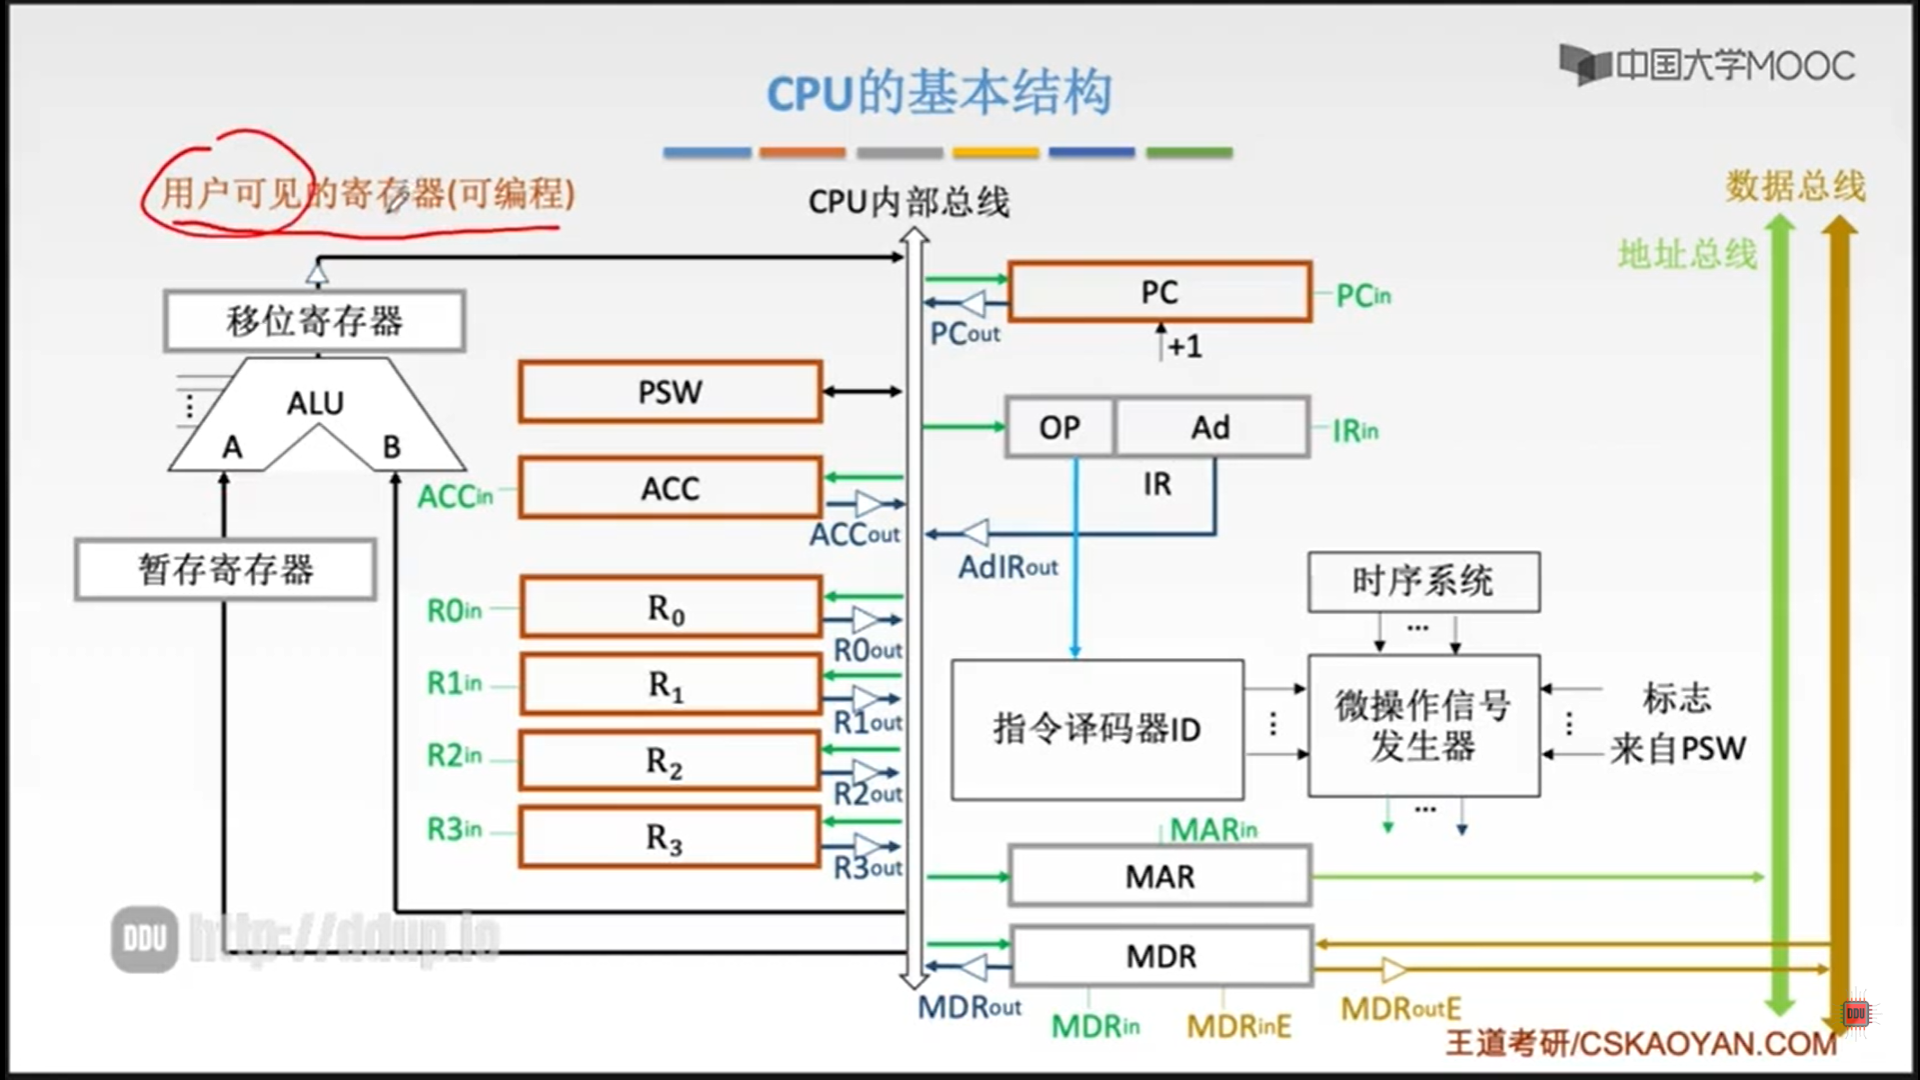 中国大学MOOC
CPU的基本结构
用户可见的寄存器(可编程)
CPU内部总线
数据总线
地址总线
移位寄存器
ALU
A
B
暂存寄存器
PSW
ACC
ACCin
ACCout
R0
R0in
R0out
R1
R1in
R1out
R2
R2in
R2out
R3
R3in
R3out
PC
PCin
PCout
+1
OP
Ad
IRin
IR
AdIRout
时序系统
...
指令译码器ID
⋮
微操作信号
发生器
⋮
标志
来自PSW
...
MARin
MAR
MDR
MDRout
MDRin
MDRinE
MDRoutE
DDU http://ddup.io
DDU
王道考研/CSKAOYAN.COM